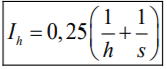 I_h = 0,25(1/h + 1/s)